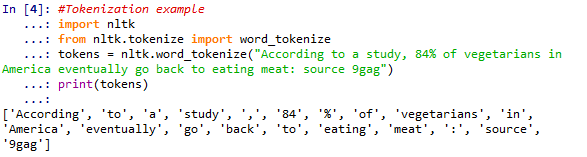 In [4]: #Tokenization example
   ...: import nltk
   ...: from nltk.tokenize import word_tokenize
   ...: tokens = nltk.word_tokenize("According to a study, 84% of vegetarians in
America eventually go back to eating meat: source 9gag")
   ...: print(tokens)
   ...:
['According', 'to', 'a', 'study', ',', '84', '%', 'of', 'vegetarians', 'in',
'America', 'eventually', 'go', 'back', 'to', 'eating', 'meat', ':', 'source',
'9gag']